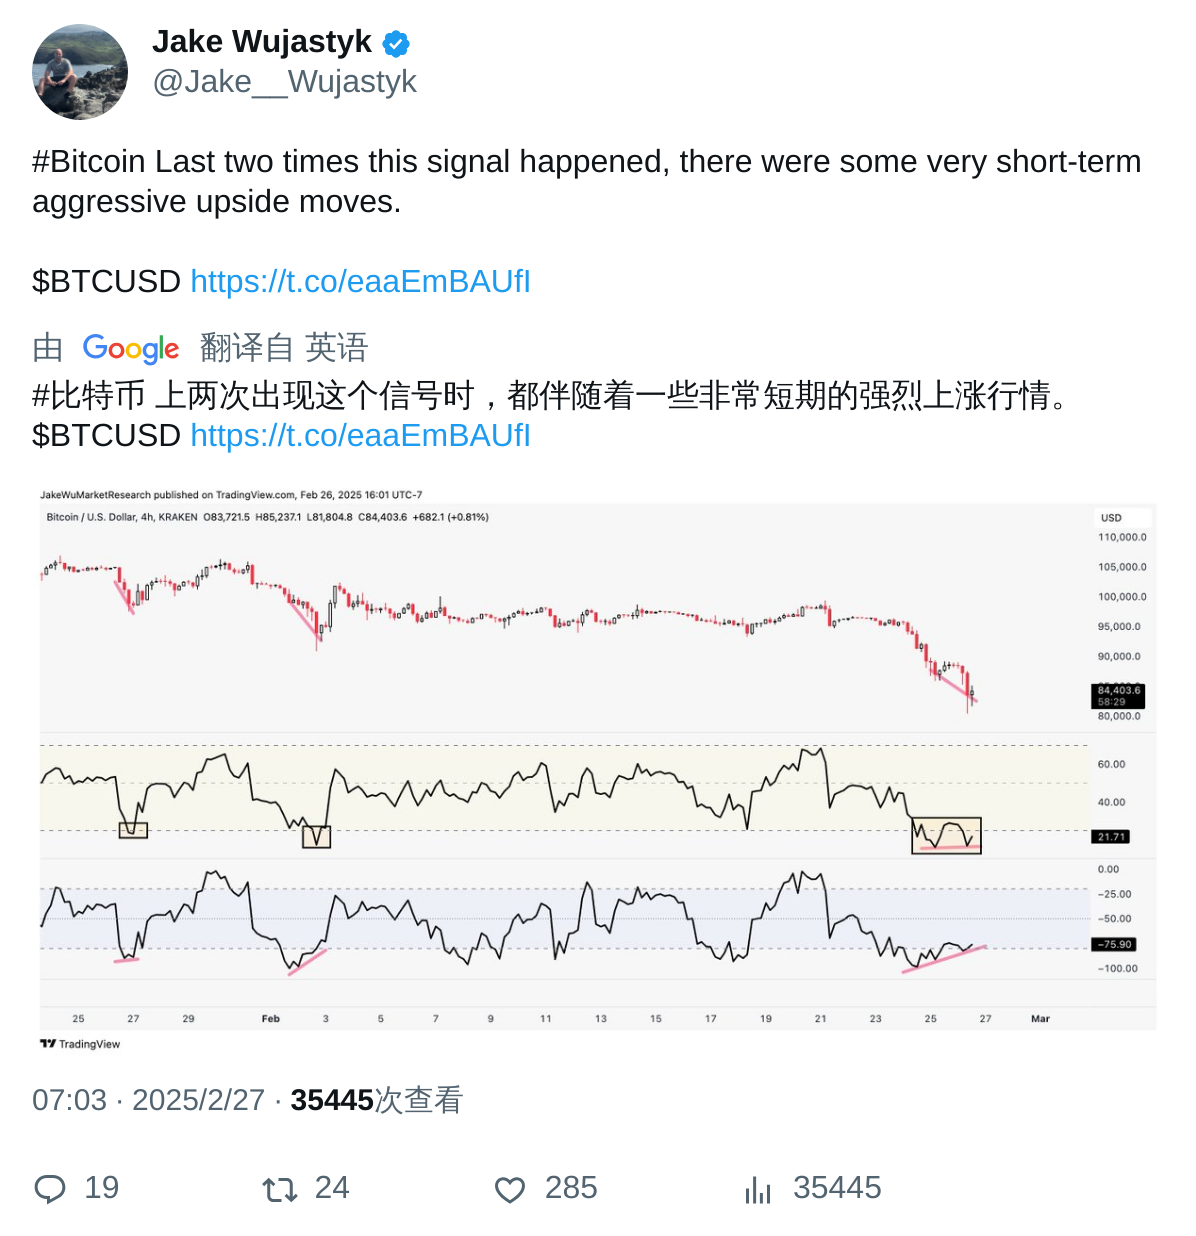 Jake Wujastyk
@Jake__Wujastyk
#Bitcoin Last two times this signal happened, there were some very short-term
aggressive upside moves.
$BTCUSD https://t.co/eaaEmBAUfI
由 Google 翻译自 英语
#比特币 上两次出现这个信号时，都伴随着一些非常短期的强烈上涨行情。
$BTCUSD https://t.co/eaaEmBAUfI
JakeWuMarketResearch published on TradingView.com, Feb 26, 2025 16:01 UTC-7
Bitcoin / U.S. Dollar, 4h, KRAKEN O83,721.5 H85,237.1 L81,804.8 C84,403.6 +682.1 (+0.81%)
USD
110,000.0
105,000.0
100,000.0
95,000.0
90,000.0
84,403.6
58:29
80,000.0
60.00
40.00
21.71
0.00
−25.00
−50.00
−75.90
−100.00
25 27 29 Feb 3 5 7 9 11 13 15 17 19 21 23 25 27 Mar
TradingView
07:03 · 2025/2/27 · 35445次查看
19 24 285 35445